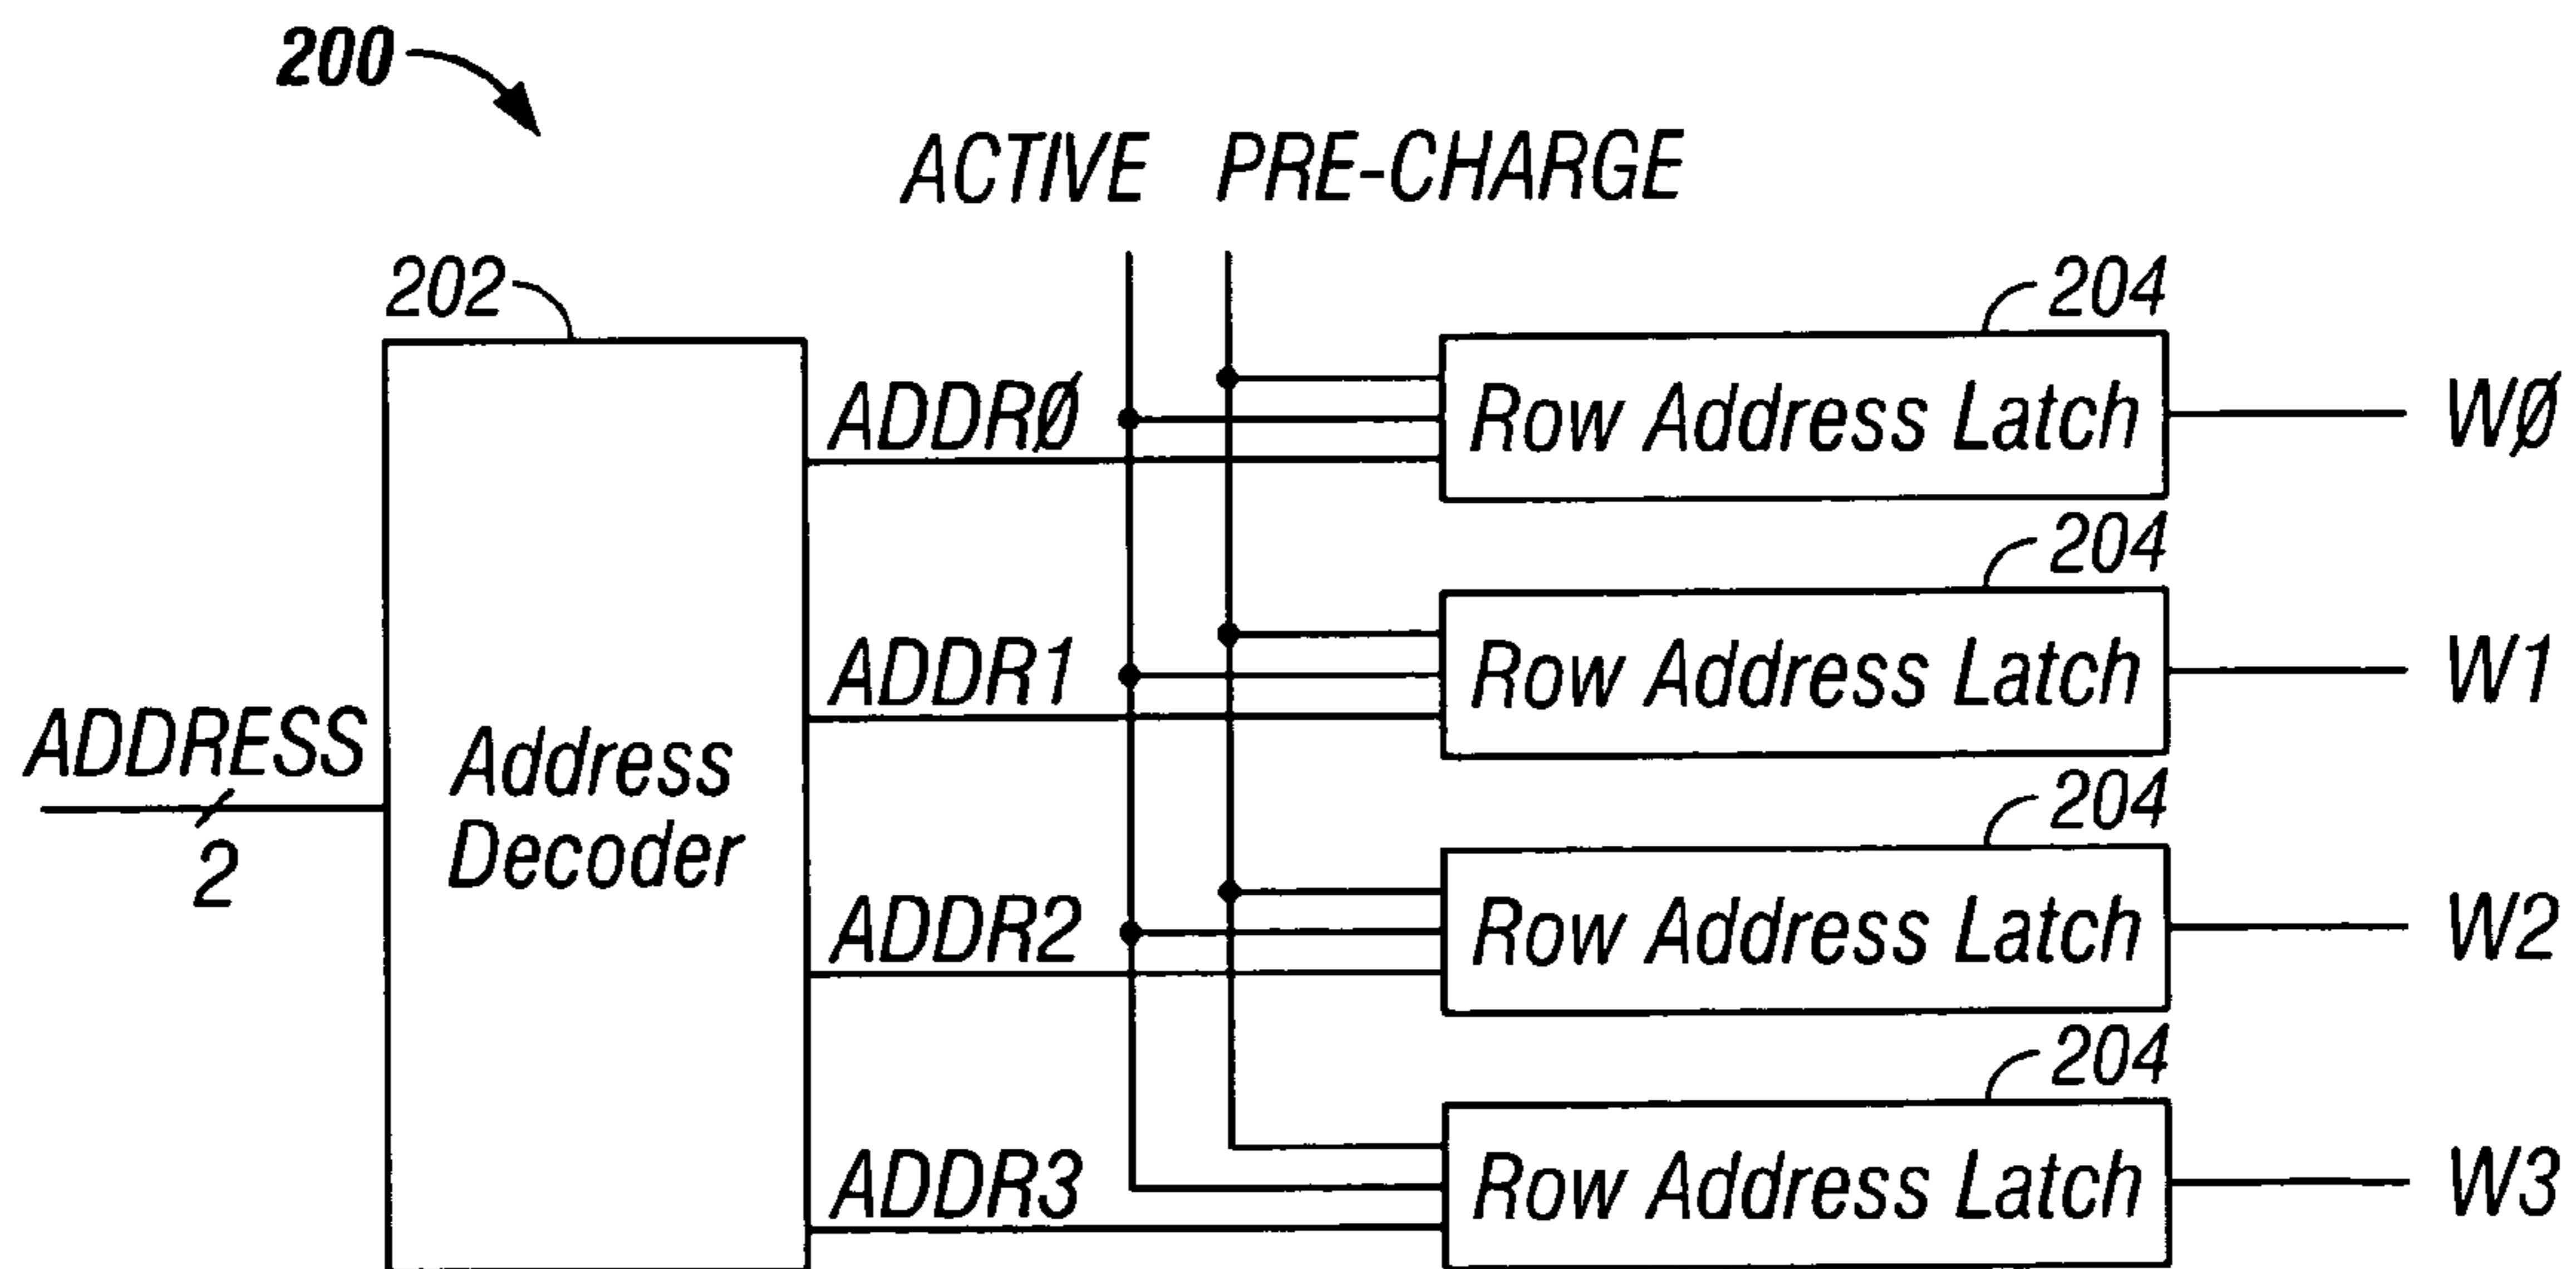 200
ACTIVE PRE-CHARGE
202
204
ADDRØ
Row Address Latch
WØ
204
ADDR1
Row Address Latch
W1
ADDRESS
2
Address
Decoder
204
ADDR2
Row Address Latch
W2
204
ADDR3
Row Address Latch
W3